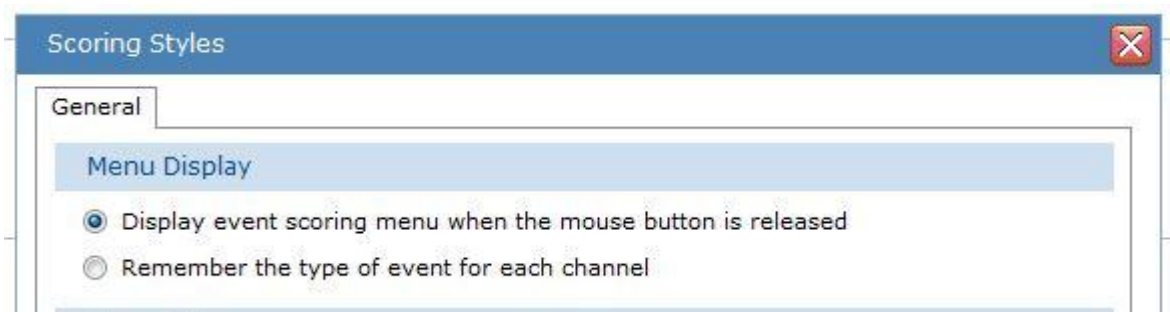 Scoring Styles
General
Menu Display
Display event scoring menu when the mouse button is released
Remember the type of event for each channel